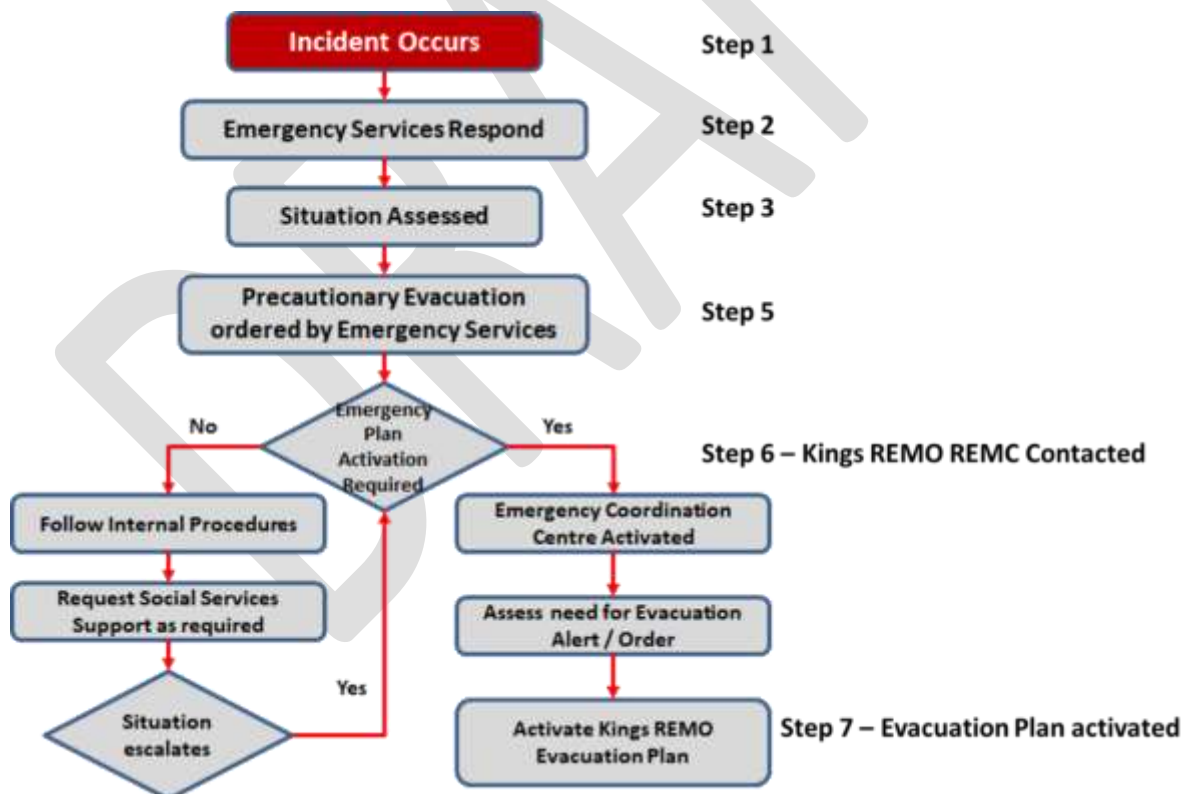 Incident Occurs
Step 1
Emergency Services Respond
Step 2
Situation Assessed
Step 3
Precautionary Evacuation
ordered by Emergency Services
Step 5
No
Emergency
Plan
Activation
Required
Yes
Step 6 – Kings REMO REMC Contacted
Follow Internal Procedures
Emergency Coordination
Centre Activated
Request Social Services
Support as required
Assess need for Evacuation
Alert / Order
Yes
Situation
escalates
Activate Kings REMO
Evacuation Plan
Step 7 – Evacuation Plan activated